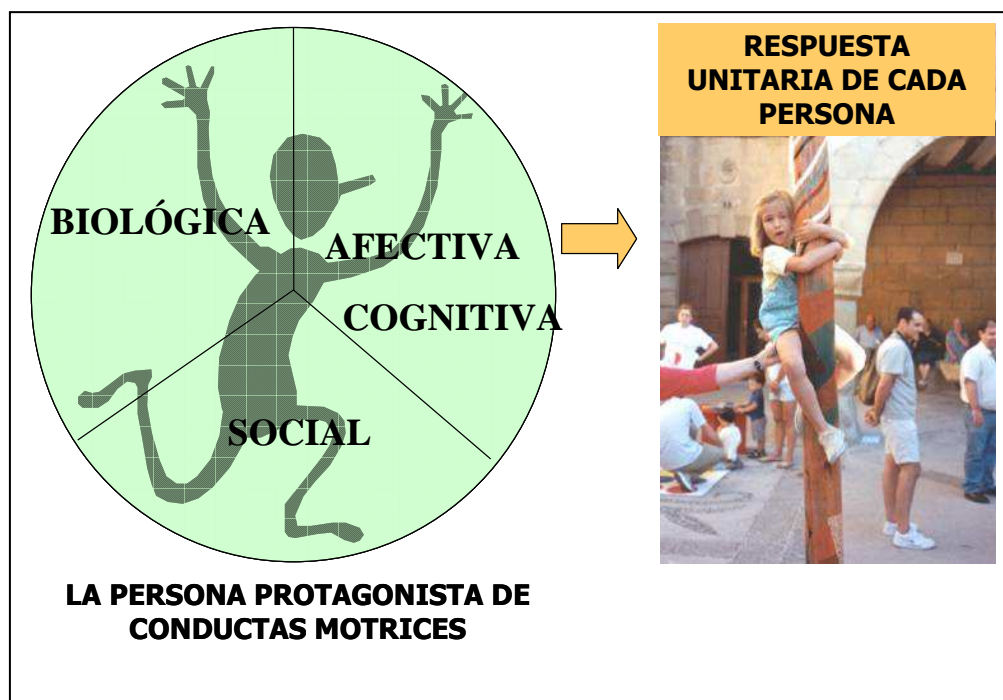 BIOLÓGICA
AFECTIVA
COGNITIVA
SOCIAL
LA PERSONA PROTAGONISTA DE
CONDUCTAS MOTRICES
RESPUESTA
UNITARIA DE CADA
PERSONA